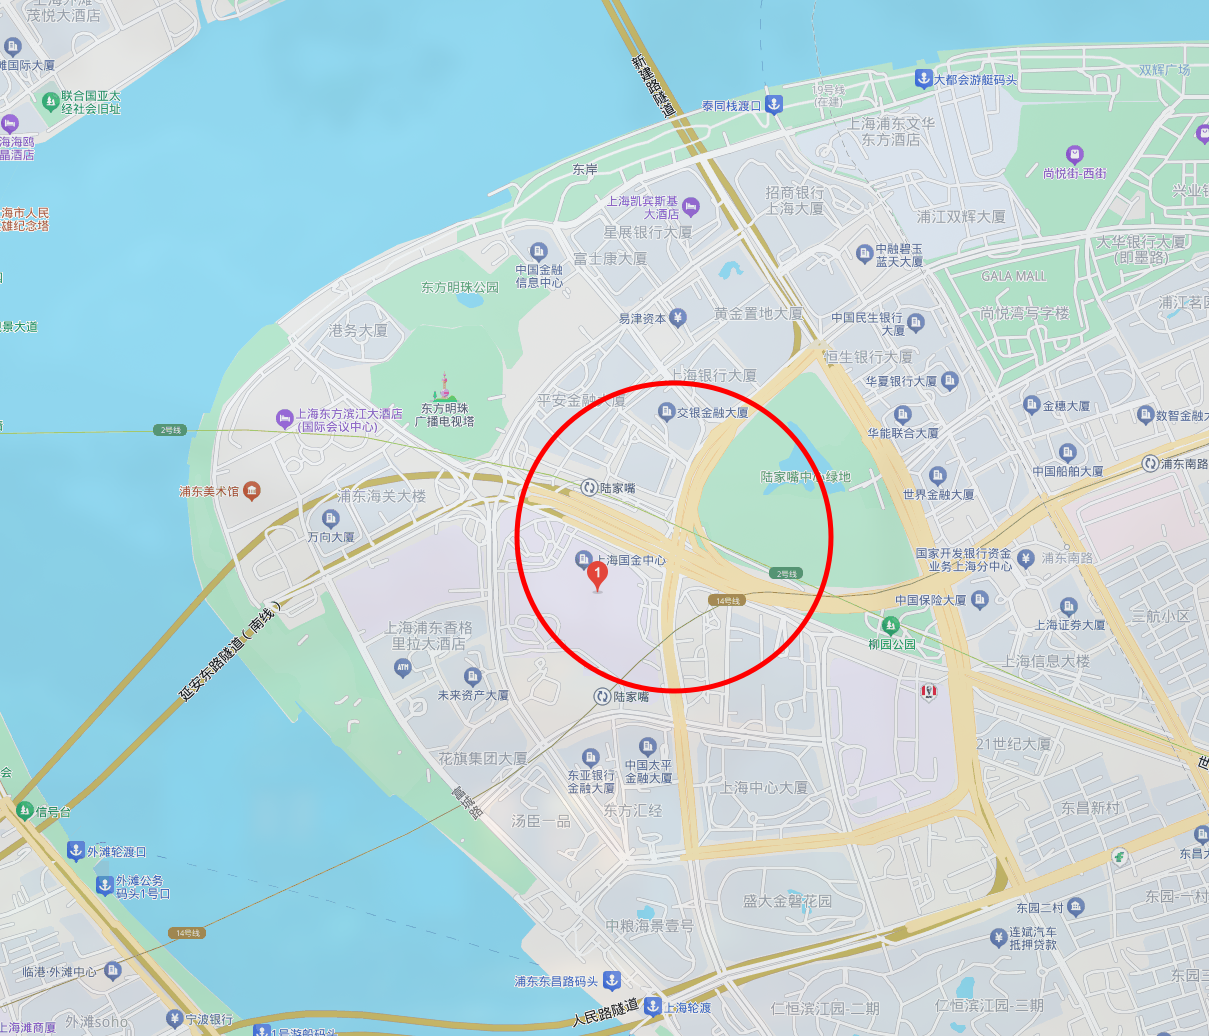 茂悦大酒店
滩国际大厦
联合国亚太
经社会旧址
海海鸥
晶酒店
海市人民
雄纪念塔
景大道
新建路隧道
泰同栈渡口
19号线
(在建)
大都会游艇码头
双辉广场
上海浦东文华
东方酒店
尚悦街-西街
兴业银
东岸
上海凯宾斯基
大酒店
招商银行
上海大厦
浦江双辉大厦
星展银行大厦
中国金融
信息中心
富士康大厦
中融碧玉
蓝天大厦
大华银行大厦
(即墨路)
GALA MALL
东方明珠公园
港务大厦
易津资本
黄金置地大厦
中国民生银行
大厦
尚悦湾写字楼
浦江茗园
恒生银行大厦
上海银行大厦
华夏银行大厦
平安金融大厦
交银金融大厦
金穗大厦
数智金融大
东方明珠
广播电视塔
上海东方滨江大酒店
(国际会议中心)
2号线
华能联合大厦
中国船舶大厦
浦东南路
陆家嘴中心绿地
世界金融大厦
浦东美术馆
浦东海关大楼
陆家嘴
万向大厦
上海国金中心
1
2号线
国家开发银行资金
业务上海分中心
浦东南路
14号线
中国保险大厦
上海证券大厦
三航小区
延安东路隧道(南线)
上海浦东香格
里拉大酒店
柳园公园
上海信息大楼
ATM
未来资产大厦
陆家嘴
花旗集团大厦
东亚银行
金融大厦
中国太平
金融大厦
21世纪大厦
世
上海中心大厦
富城路
汤臣一品
东方汇经
东昌新村
会
信号台
外滩轮渡口
外滩公务
码头1号口
东昌大
盛大金磐花园
东园一村
东园二村
中粮海景壹号
14号线
连斌汽车
抵押贷款
临港·外滩中心
浦东东昌路码头
东园三
人民路隧道
上海轮渡
仁恒滨江园-二期
仁恒滨江园-三期
上海滩商厦
外滩soho
宁波银行
1号游船码头